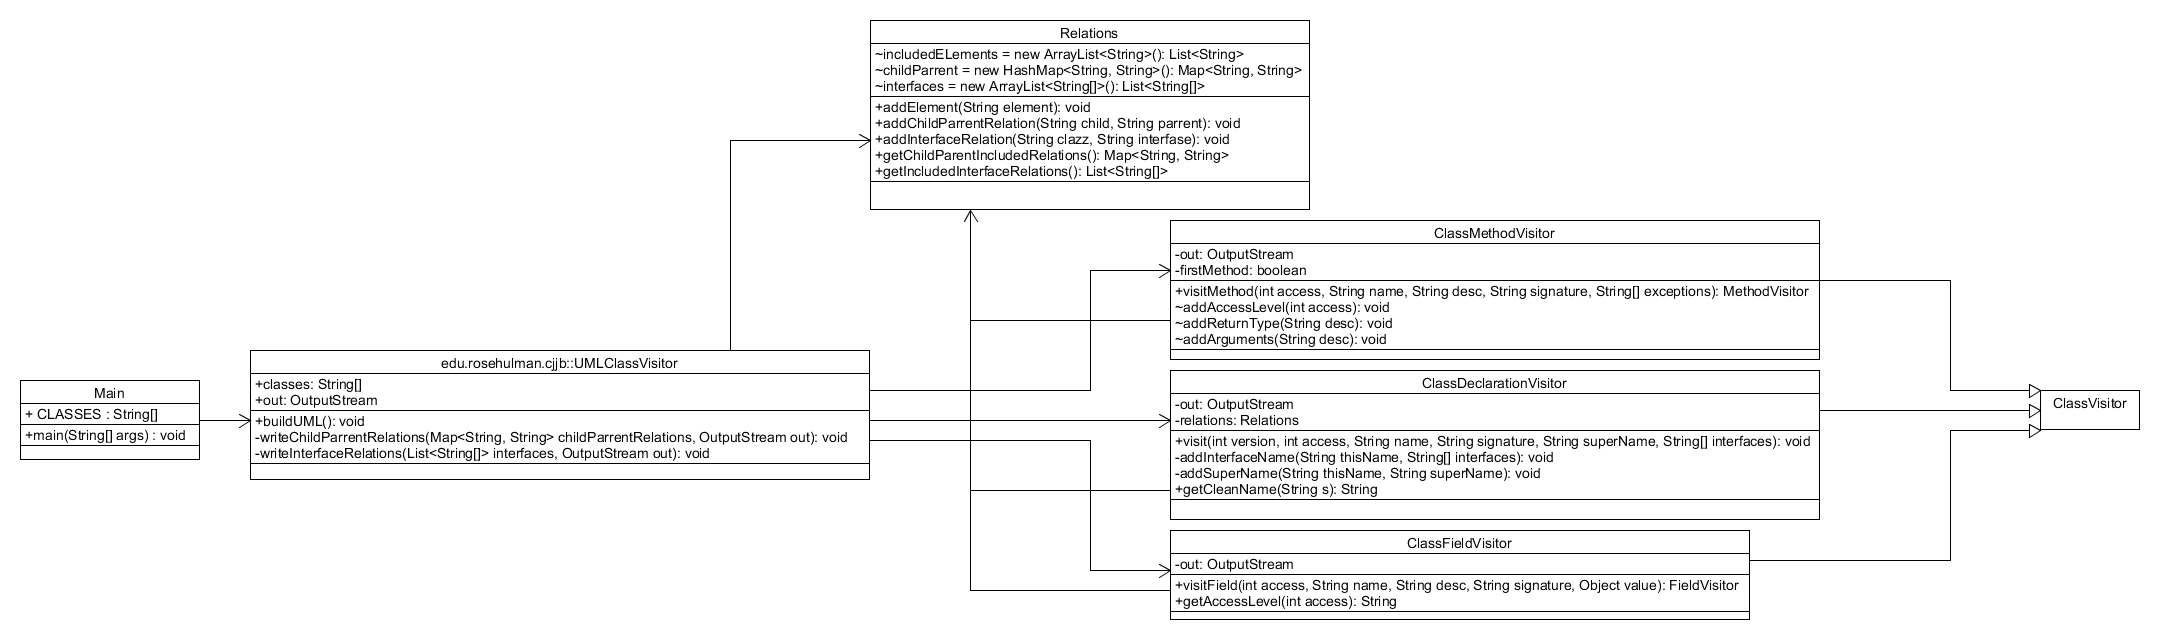 Relations
~includedELements = new ArrayList<String>(): List<String>
~childParrent = new HashMap<String, String>(): Map<String, String>
~interfaces = new ArrayList<String[]>(): List<String[]>
+addElement(String element): void
+addChildParrentRelation(String child, String parrent): void
+addInterfaceRelation(String clazz, String interfase): void
+getChildParentIncludedRelations(): Map<String, String>
+getIncludedInterfaceRelations(): List<String[]>
ClassMethodVisitor
-out: OutputStream
-firstMethod: boolean
+visitMethod(int access, String name, String desc, String signature, String[] exceptions): MethodVisitor
~addAccessLevel(int access): void
~addReturnType(String desc): void
~addArguments(String desc): void
edu.rosehulman.cjjb::UMLClassVisitor
+classes: String[]
+out: OutputStream
+buildUML(): void
-writeChildParentRelations(Map<String, String> childParentRelations, OutputStream out): void
-writeInterfaceRelations(List<String[]> interfaces, OutputStream out): void
Main
+ CLASSES : String[]
+main(String[] args) : void
ClassDeclarationVisitor
-out: OutputStream
-relations: Relations
+visit(int version, int access, String name, String signature, String superName, String[] interfaces): void
-addInterfaceName(String thisName, String[] interfaces): void
-addSuperName(String thisName, String superName): void
+getCleanName(String s): String
ClassVisitor
ClassFieldVisitor
-out: OutputStream
+visitField(int access, String name, String desc, String signature, Object value): FieldVisitor
+getAccessLevel(int access): String